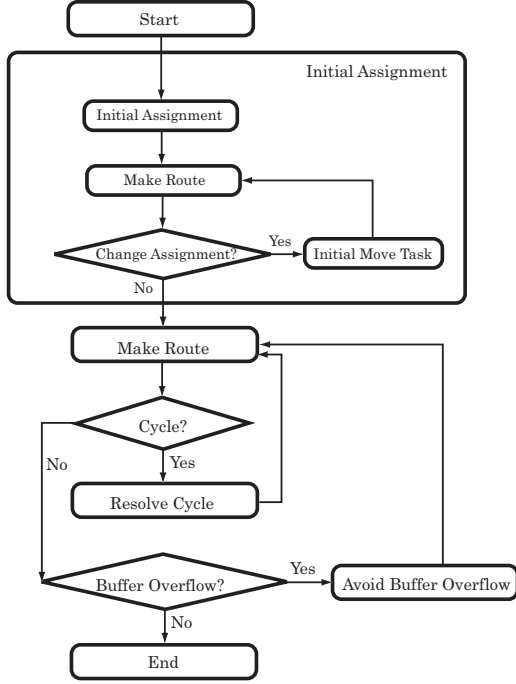 Start
Initial Assignment
Initial Assignment
Make Route
Change Assignment?
Yes
Initial Move Task
No
Make Route
Cycle?
No
Yes
Resolve Cycle
Buffer Overflow?
Yes
Avoid Buffer Overflow
No
End